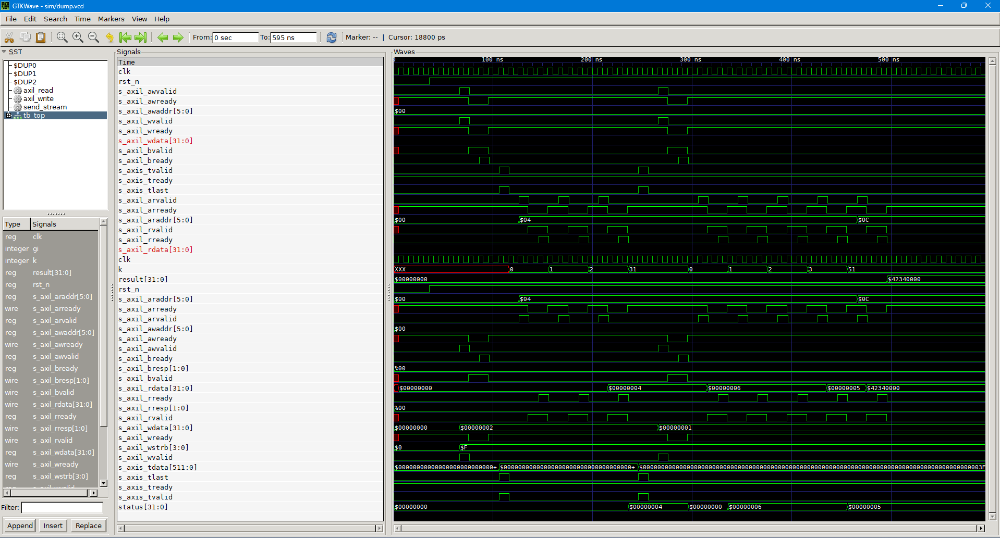 GTKWave - sim/dump.vcd
File Edit Search Time Markers View Help
From: 0 sec To: 595 ns Marker: -- | Cursor: 18800 ps
SST
$DUP0
$DUP1
$DUP2
axil_read
axil_write
send_stream
tb_top
Type Signals
reg clk
integer gi
integer k
reg result[31:0]
reg rst_n
reg s_axil_araddr[5:0]
wire s_axil_arready
reg s_axil_arvalid
reg s_axil_awaddr[5:0]
wire s_axil_awready
reg s_axil_awvalid
reg s_axil_bready
wire s_axil_bresp[1:0]
wire s_axil_bvalid
wire s_axil_rdata[31:0]
reg s_axil_rready
wire s_axil_rresp[1:0]
wire s_axil_rvalid
reg s_axil_wdata[31:0]
wire s_axil_wready
reg s_axil_wstrb[3:0]
Filter:
Append Insert Replace
Signals
Time
clk
rst_n
s_axil_awvalid
s_axil_awready
s_axil_awaddr[5:0]
s_axil_wvalid
s_axil_wready
s_axil_wdata[31:0]
s_axil_bvalid
s_axil_bready
s_axis_tvalid
s_axis_tready
s_axis_tlast
s_axil_arvalid
s_axil_arready
s_axil_araddr[5:0]
s_axil_rvalid
s_axil_rready
s_axil_rdata[31:0]
clk
k
result[31:0]
rst_n
s_axil_araddr[5:0]
s_axil_arready
s_axil_arvalid
s_axil_awaddr[5:0]
s_axil_awready
s_axil_awvalid
s_axil_bready
s_axil_bresp[1:0]
s_axil_bvalid
s_axil_rdata[31:0]
s_axil_rready
s_axil_rresp[1:0]
s_axil_rvalid
s_axil_wdata[31:0]
s_axil_wready
s_axil_wstrb[3:0]
s_axil_wvalid
s_axis_tdata[511:0]
s_axis_tlast
s_axis_tready
s_axis_tvalid
status[31:0]
Waves
100 ns 200 ns 300 ns 400 ns 500 ns
$00
$00 $04 $0C
XXX 0 1 2 31 0 1 2 3 51
$00000000 $42340000
$00 $04 $0C
$00
%00
$00000000 $00000004 $00000006 $00000005 $42340000
%00
$00000000 $00000002 $00000001
$0 $F
$00000000 $00000004 $00000000 $00000006 $00000005